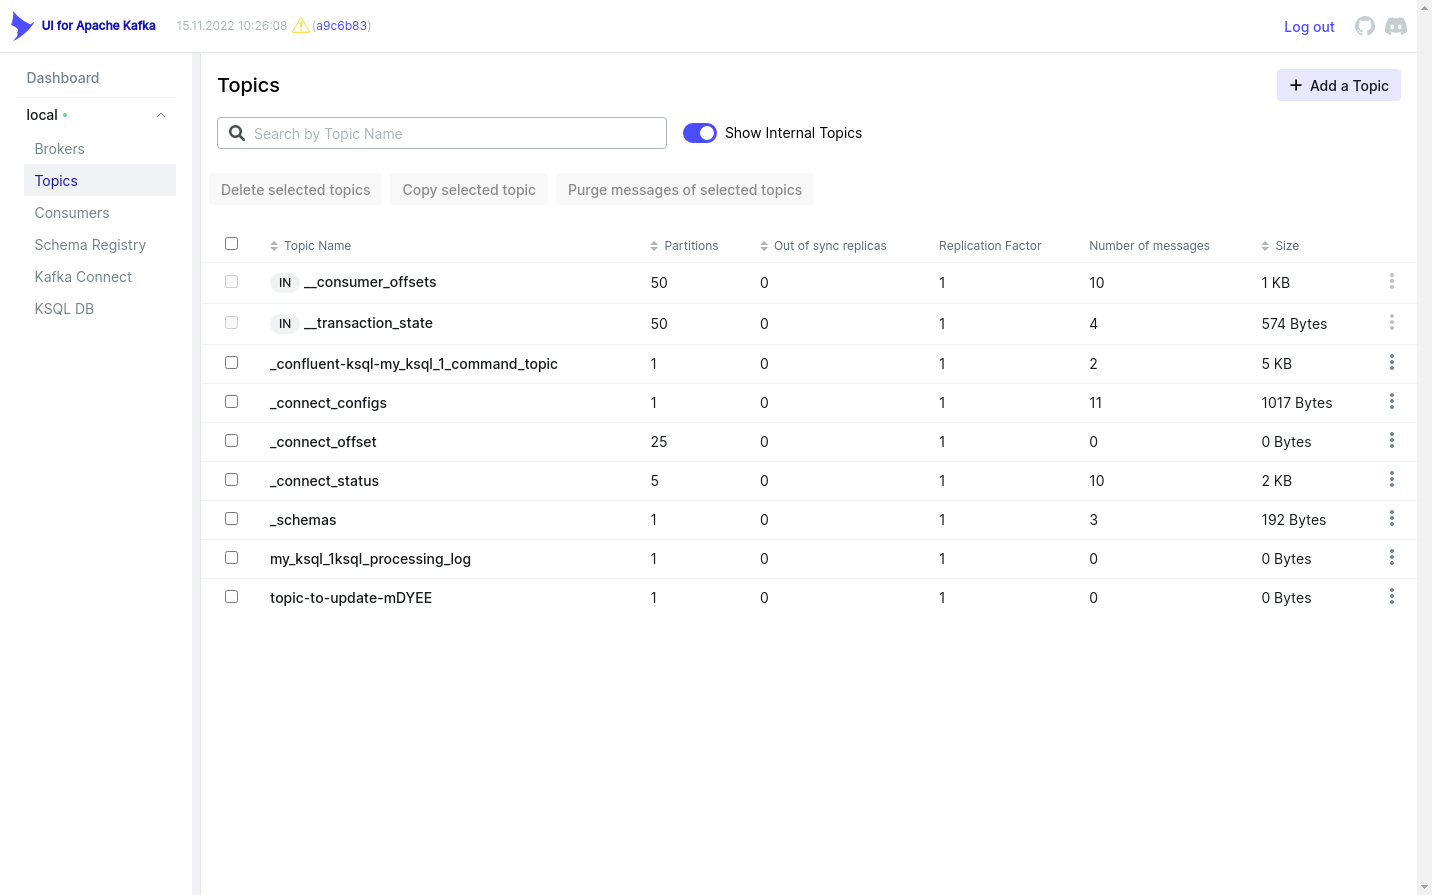 UI for Apache Kafka 15.11.2022 10:26:08 (a9c6b83) Log out
Dashboard
local
Brokers
Topics
Consumers
Schema Registry
Kafka Connect
KSQL DB
Topics
Add a Topic
Search by Topic Name
Show Internal Topics
Delete selected topics Copy selected topic Purge messages of selected topics
Topic Name Partitions Out of sync replicas Replication Factor Number of messages Size
IN __consumer_offsets 50 0 1 10 1 KB
IN __transaction_state 50 0 1 4 574 Bytes
_confluent-ksql-my_ksql_1_command_topic 1 0 1 2 5 KB
_connect_configs 1 0 1 11 1017 Bytes
_connect_offset 25 0 1 0 0 Bytes
_connect_status 5 0 1 10 2 KB
_schemas 1 0 1 3 192 Bytes
my_ksql_1ksql_processing_log 1 0 1 0 0 Bytes
topic-to-update-mDYEE 1 0 1 0 0 Bytes